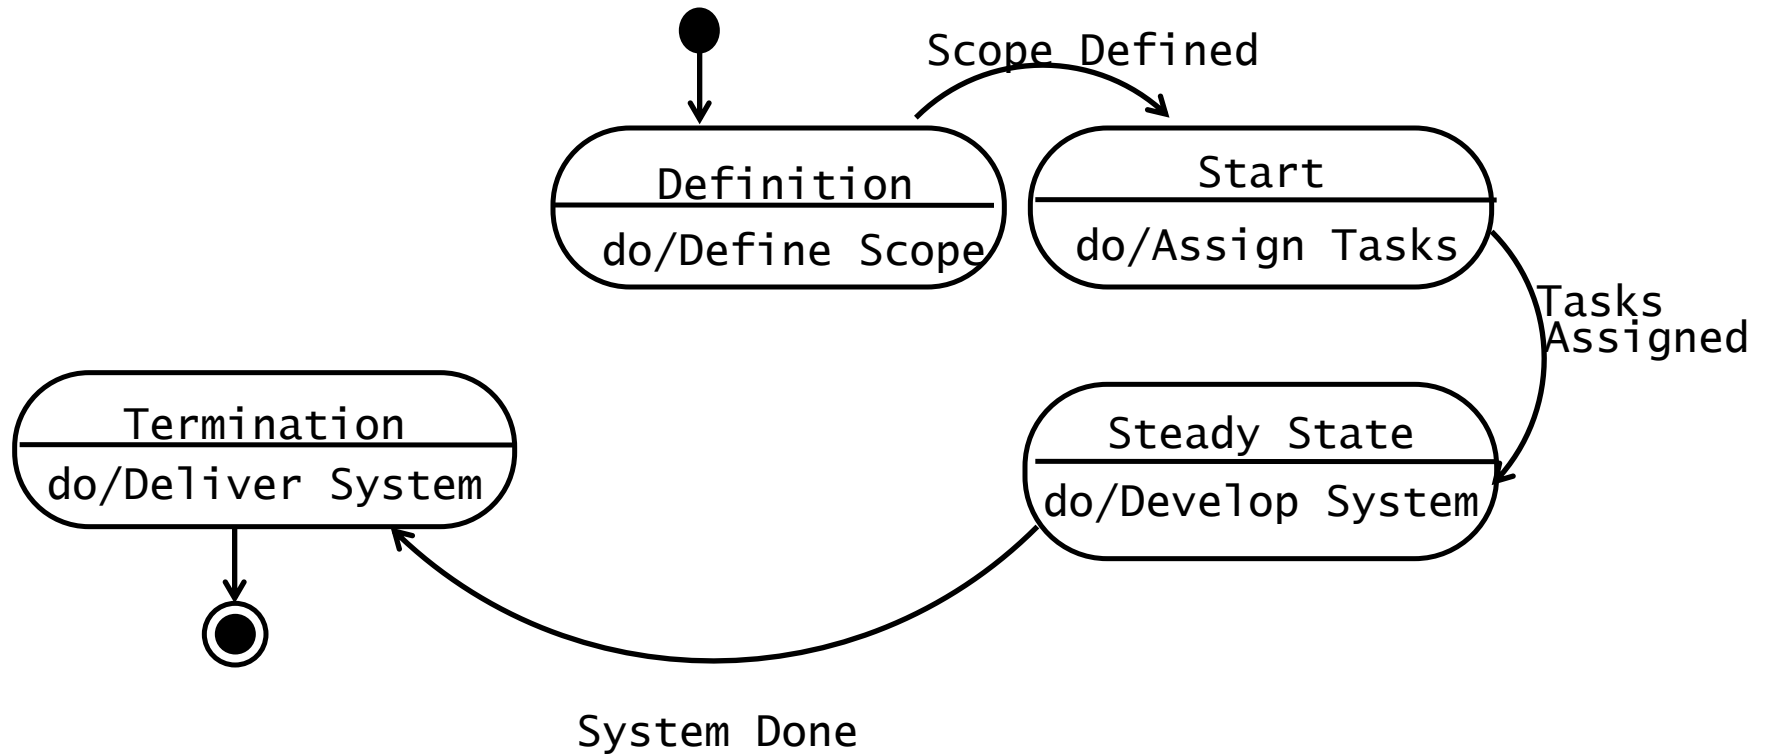 Scope Defined
Definition
do/Define Scope
Start
do/Assign Tasks
Tasks
Assigned
Steady State
do/Develop System
Termination
do/Deliver System
System Done